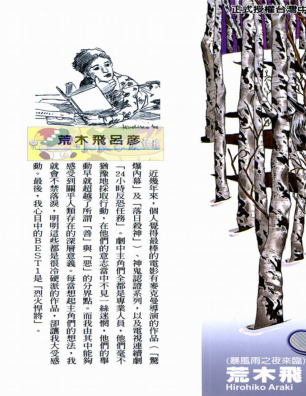 正式授權台灣中
荒木飛呂彦
近幾年來，個人覺得最棒的電影有麥克曼導演的作品（「驚
爆內幕」及「落日殺神」）、神鬼認證系列，以及電視連續劇
「24小時反恐任務」。劇中主角們全都是專業人員，他們毫不
猶豫地採取行動，在他們的意志當中不見一絲迷惘，他們的舉
動早就超越了所謂「善」與「惡」的分界點。而我由其中能夠
感受到關乎人類存在的深層意義。每當想起主角們的想法，我
就會不禁落淚，明明這些都是很冷硬派的作品，卻讓我大受感
動。最後，我心目中的BEST1是「烈火悍將」。
（暴風雨之夜來臨）
荒木飛
Hirohiko Araki